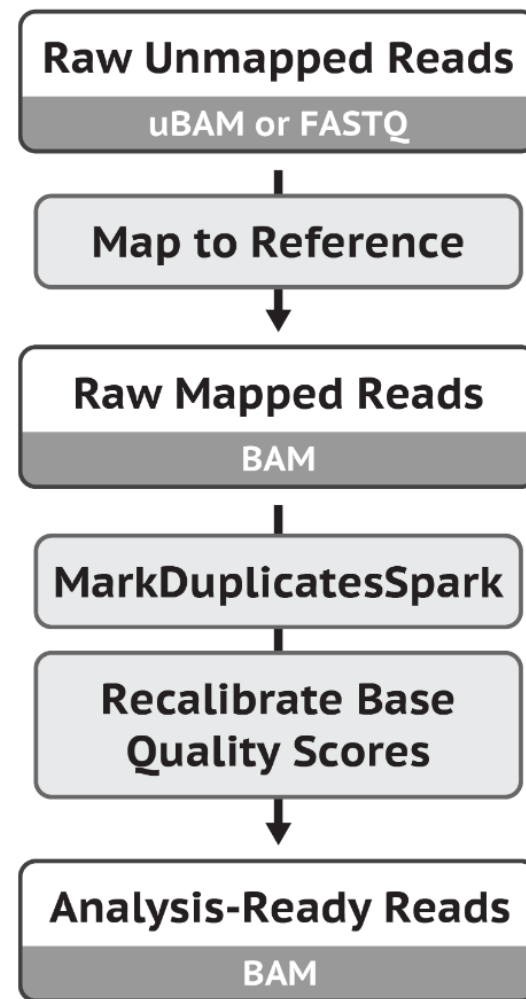 Raw Unmapped Reads
uBAM or FASTQ
Map to Reference
Raw Mapped Reads
BAM
MarkDuplicatesSpark
Recalibrate Base
Quality Scores
Analysis-Ready Reads
BAM